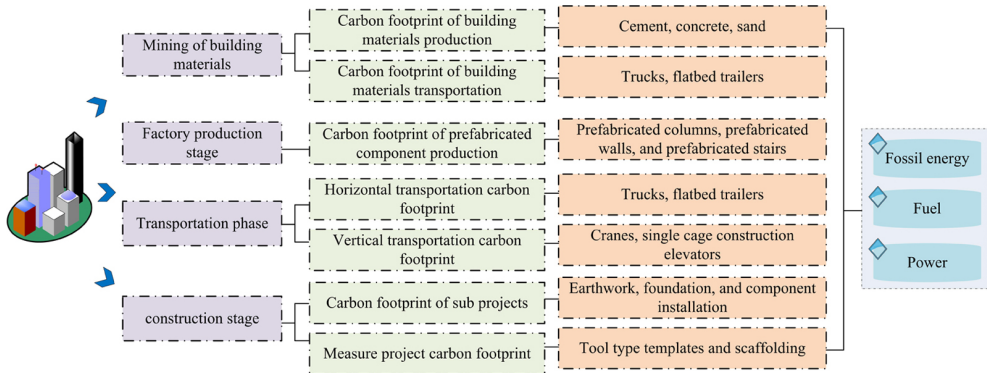 Mining of building
materials
Carbon footprint of building
materials production
Cement, concrete, sand
Carbon footprint of building
materials transportation
Trucks, flatbed trailers
Factory production
stage
Carbon footprint of prefabricated
component production
Prefabricated columns, prefabricated
walls, and prefabricated stairs
Transportation phase
Horizontal transportation carbon
footprint
Trucks, flatbed trailers
Vertical transportation carbon
footprint
Cranes, single cage construction
elevators
construction stage
Carbon footprint of sub projects
Earthwork, foundation, and component
installation
Measure project carbon footprint
Tool type templates and scaffolding
Fossil energy
Fuel
Power